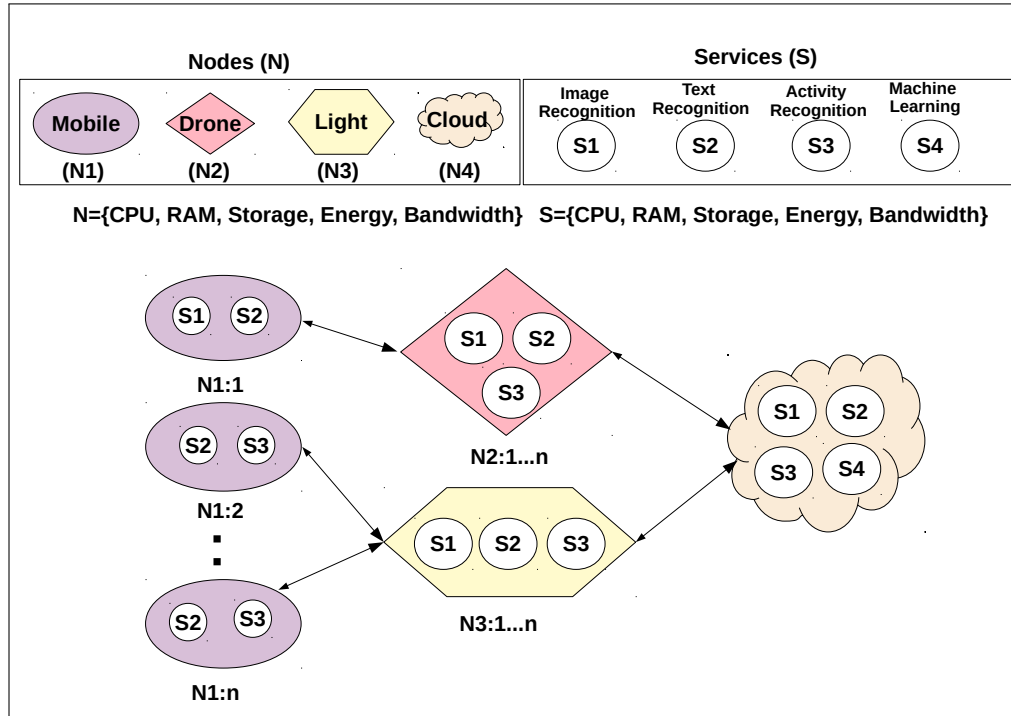 Nodes (N)
Services (S)
Mobile
Drone
Light
Cloud
(N1)
(N2)
(N3)
(N4)
Image
Recognition
Text
Recognition
Activity
Recognition
Machine
Learning
S1
S2
S3
S4
N={CPU, RAM, Storage, Energy, Bandwidth}
S={CPU, RAM, Storage, Energy, Bandwidth}
S1
S2
N1:1
S2
S3
N1:2
S2
S3
N1:n
S1
S2
S3
N2:1...n
S1
S2
S3
N3:1...n
S1
S2
S3
S4